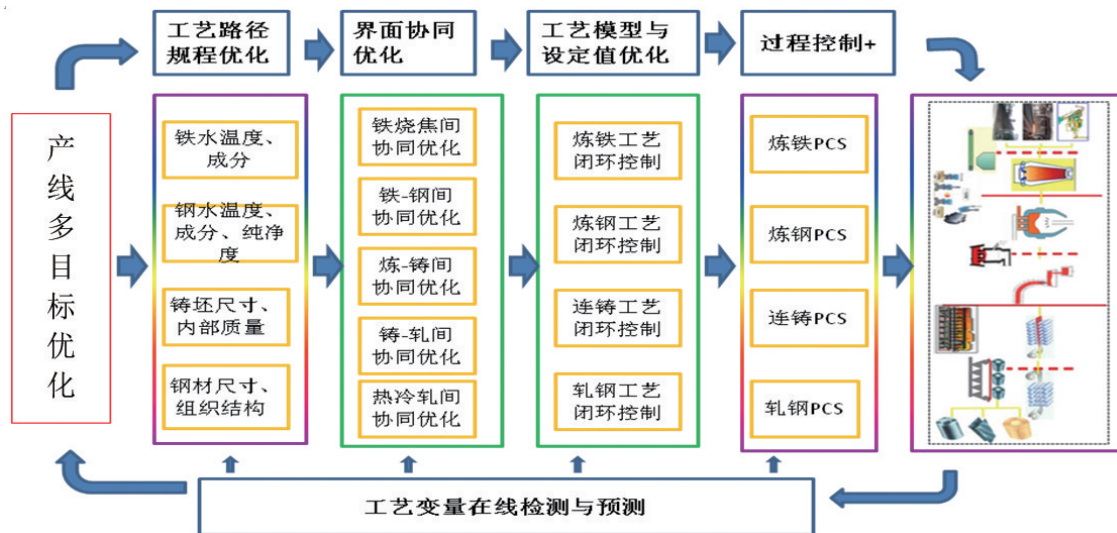 工艺路径
规程优化
界面协同
优化
工艺模型与
设定值优化
过程控制+
产线多目标优化
铁水温度、
成分
钢水温度、
成分、纯净
度
铸坯尺寸、
内部质量
钢材尺寸、
组织结构
铁烧焦间
协同优化
铁-钢间
协同优化
炼-铸间
协同优化
铸-轧间
协同优化
热冷轧间
协同优化
炼铁工艺
闭环控制
炼钢工艺
闭环控制
连铸工艺
闭环控制
轧钢工艺
闭环控制
炼铁PCS
炼钢PCS
连铸PCS
轧钢PCS
工艺变量在线检测与预测